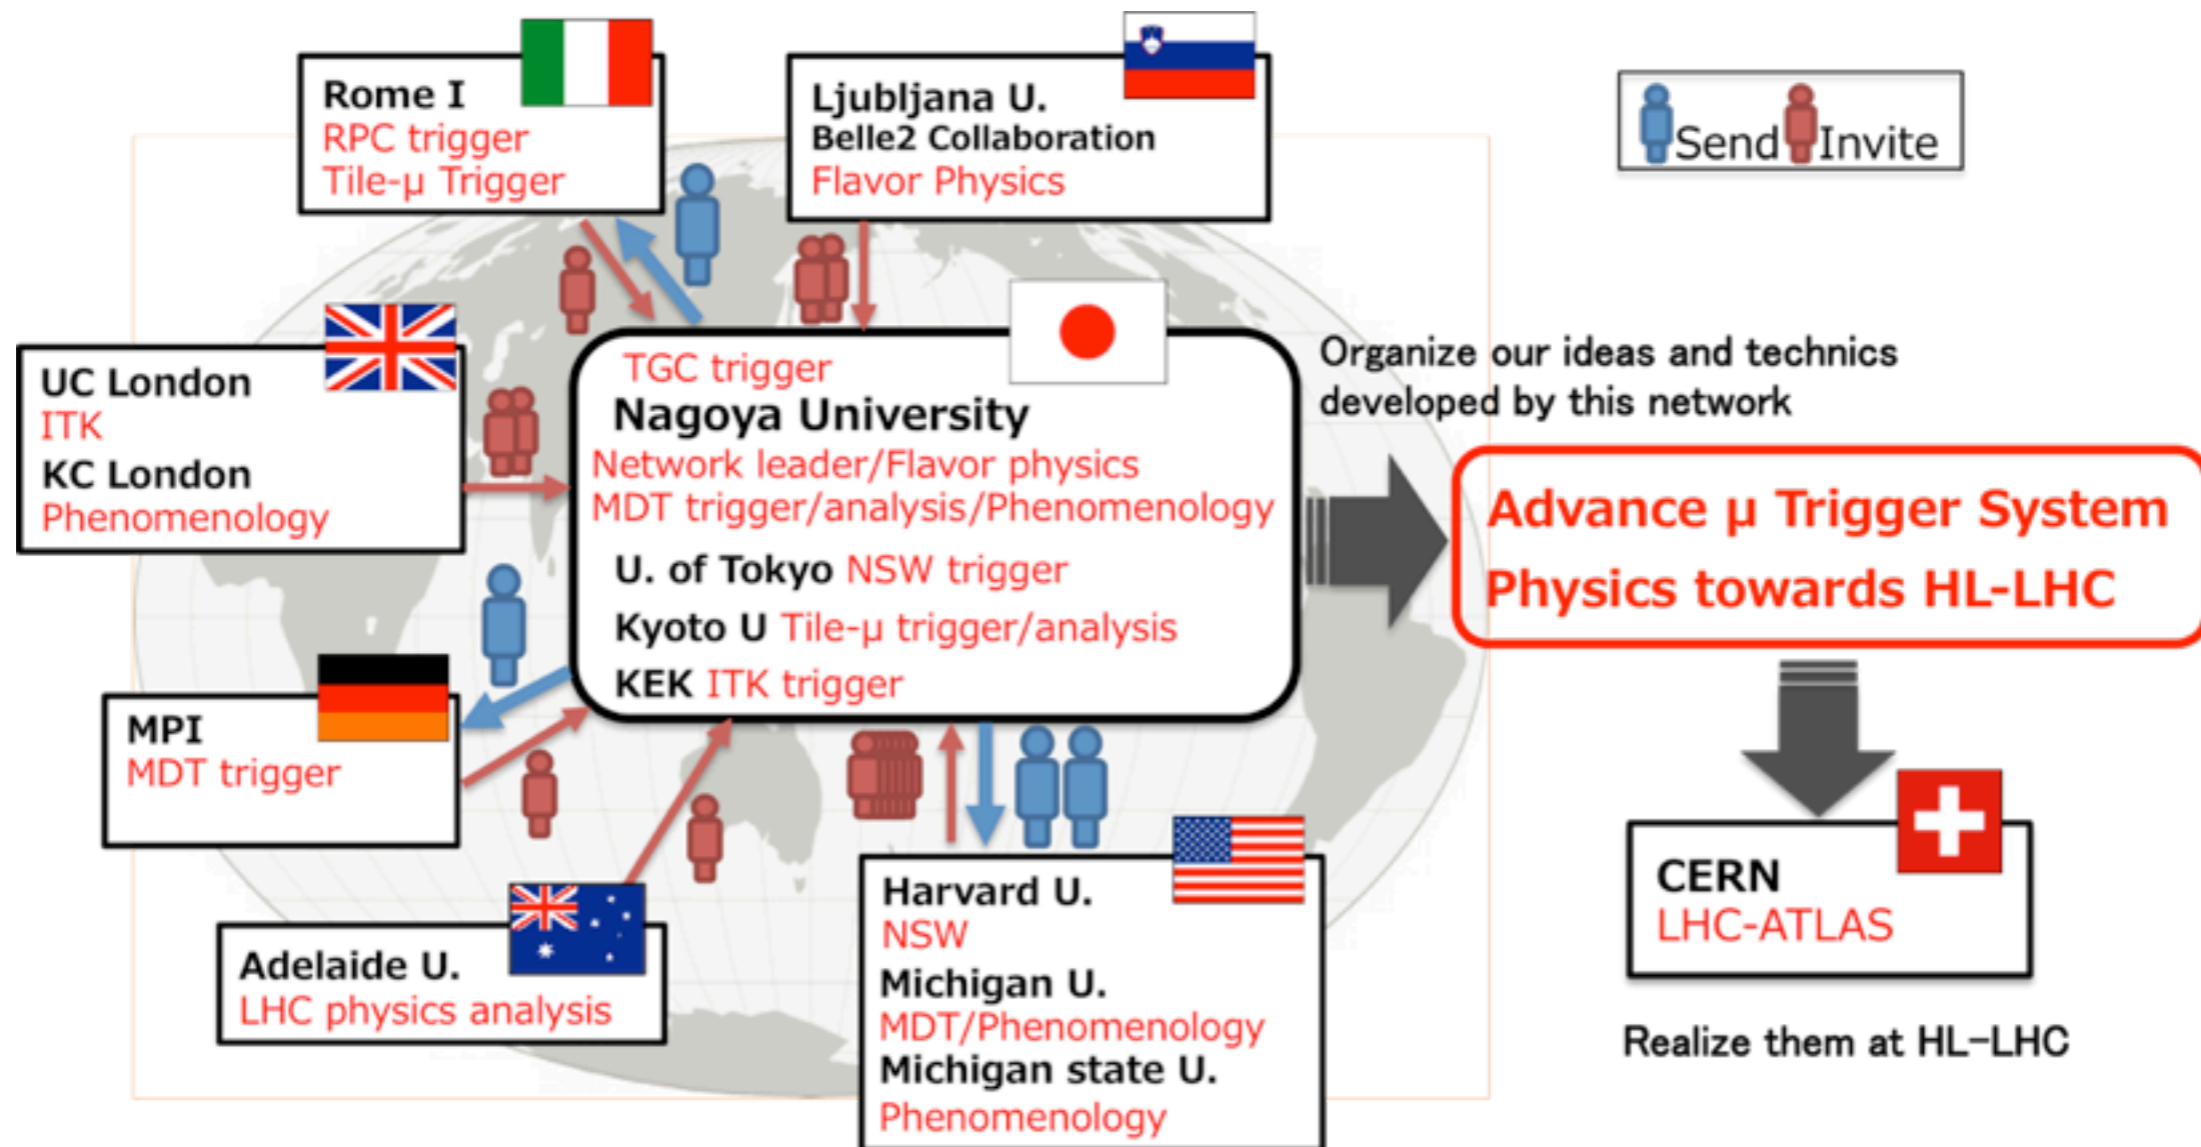 Rome I
RPC trigger
Tile-μ Trigger
Ljubljana U.
Belle2 Collaboration
Flavor Physics
Send Invite
UC London
ITK
KC London
Phenomenology
TGC trigger
Nagoya University
Network leader/Flavor physics
MDT trigger/analysis/Phenomenology
U. of Tokyo NSW trigger
Kyoto U Tile-μ trigger/analysis
KEK ITK trigger
Organize our ideas and technics
developed by this network
Advance μ Trigger System
Physics towards HL-LHC
MPI
MDT trigger
Adelaide U.
LHC physics analysis
Harvard U.
NSW
Michigan U.
MDT/Phenomenology
Michigan state U.
Phenomenology
CERN
LHC-ATLAS
Realize them at HL-LHC